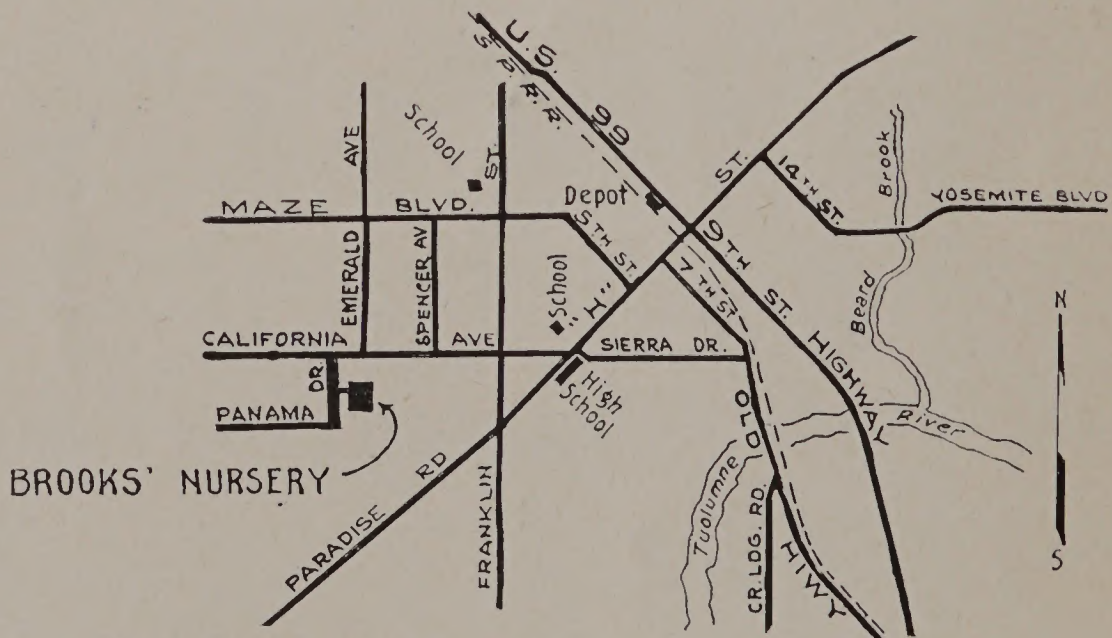 U.S. 99
S.P.R.R.
School
AVE
ST.
ST.
Depot
14TH ST.
Brook
YOSEMITE BLVD
MAZE BLVD.
5TH ST.
9TH ST. HIGHWAY
EMERALD
SPENCER AV
School
"H"
7TH ST
Beard
N
CALIFORNIA AVE
SIERRA DR.
DR.
High
School
OLD HIWY
PANAMA
River
BROOKS' NURSERY
PARADISE RD
FRANKLIN
Tuolumne
CR. LDG. RD.
S